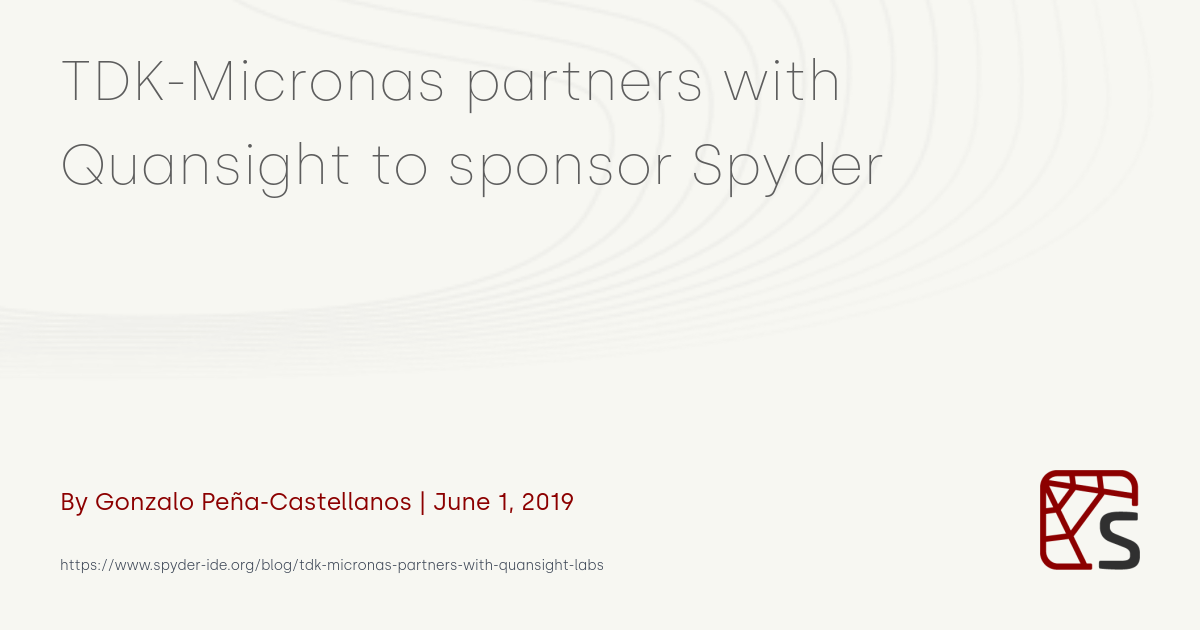 TDK-Micronas partners with
Quansight to sponsor Spyder
By Gonzalo Peña-Castellanos | June 1, 2019
https://www.spyder-ide.org/blog/tdk-micronas-partners-with-quansight-labs
S